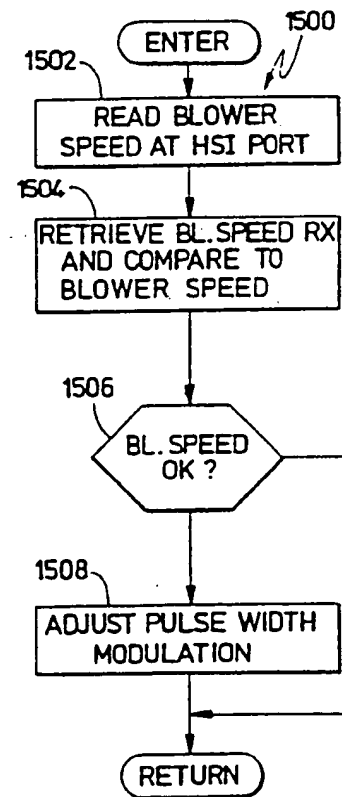 ENTER
1500
1502
READ BLOWER
SPEED AT HSI PORT
1504
RETRIEVE BL.SPEED RX
AND COMPARE TO
BLOWER SPEED
1506
BL.SPEED
OK?
1508
ADJUST PULSE WIDTH
MODULATION
RETURN